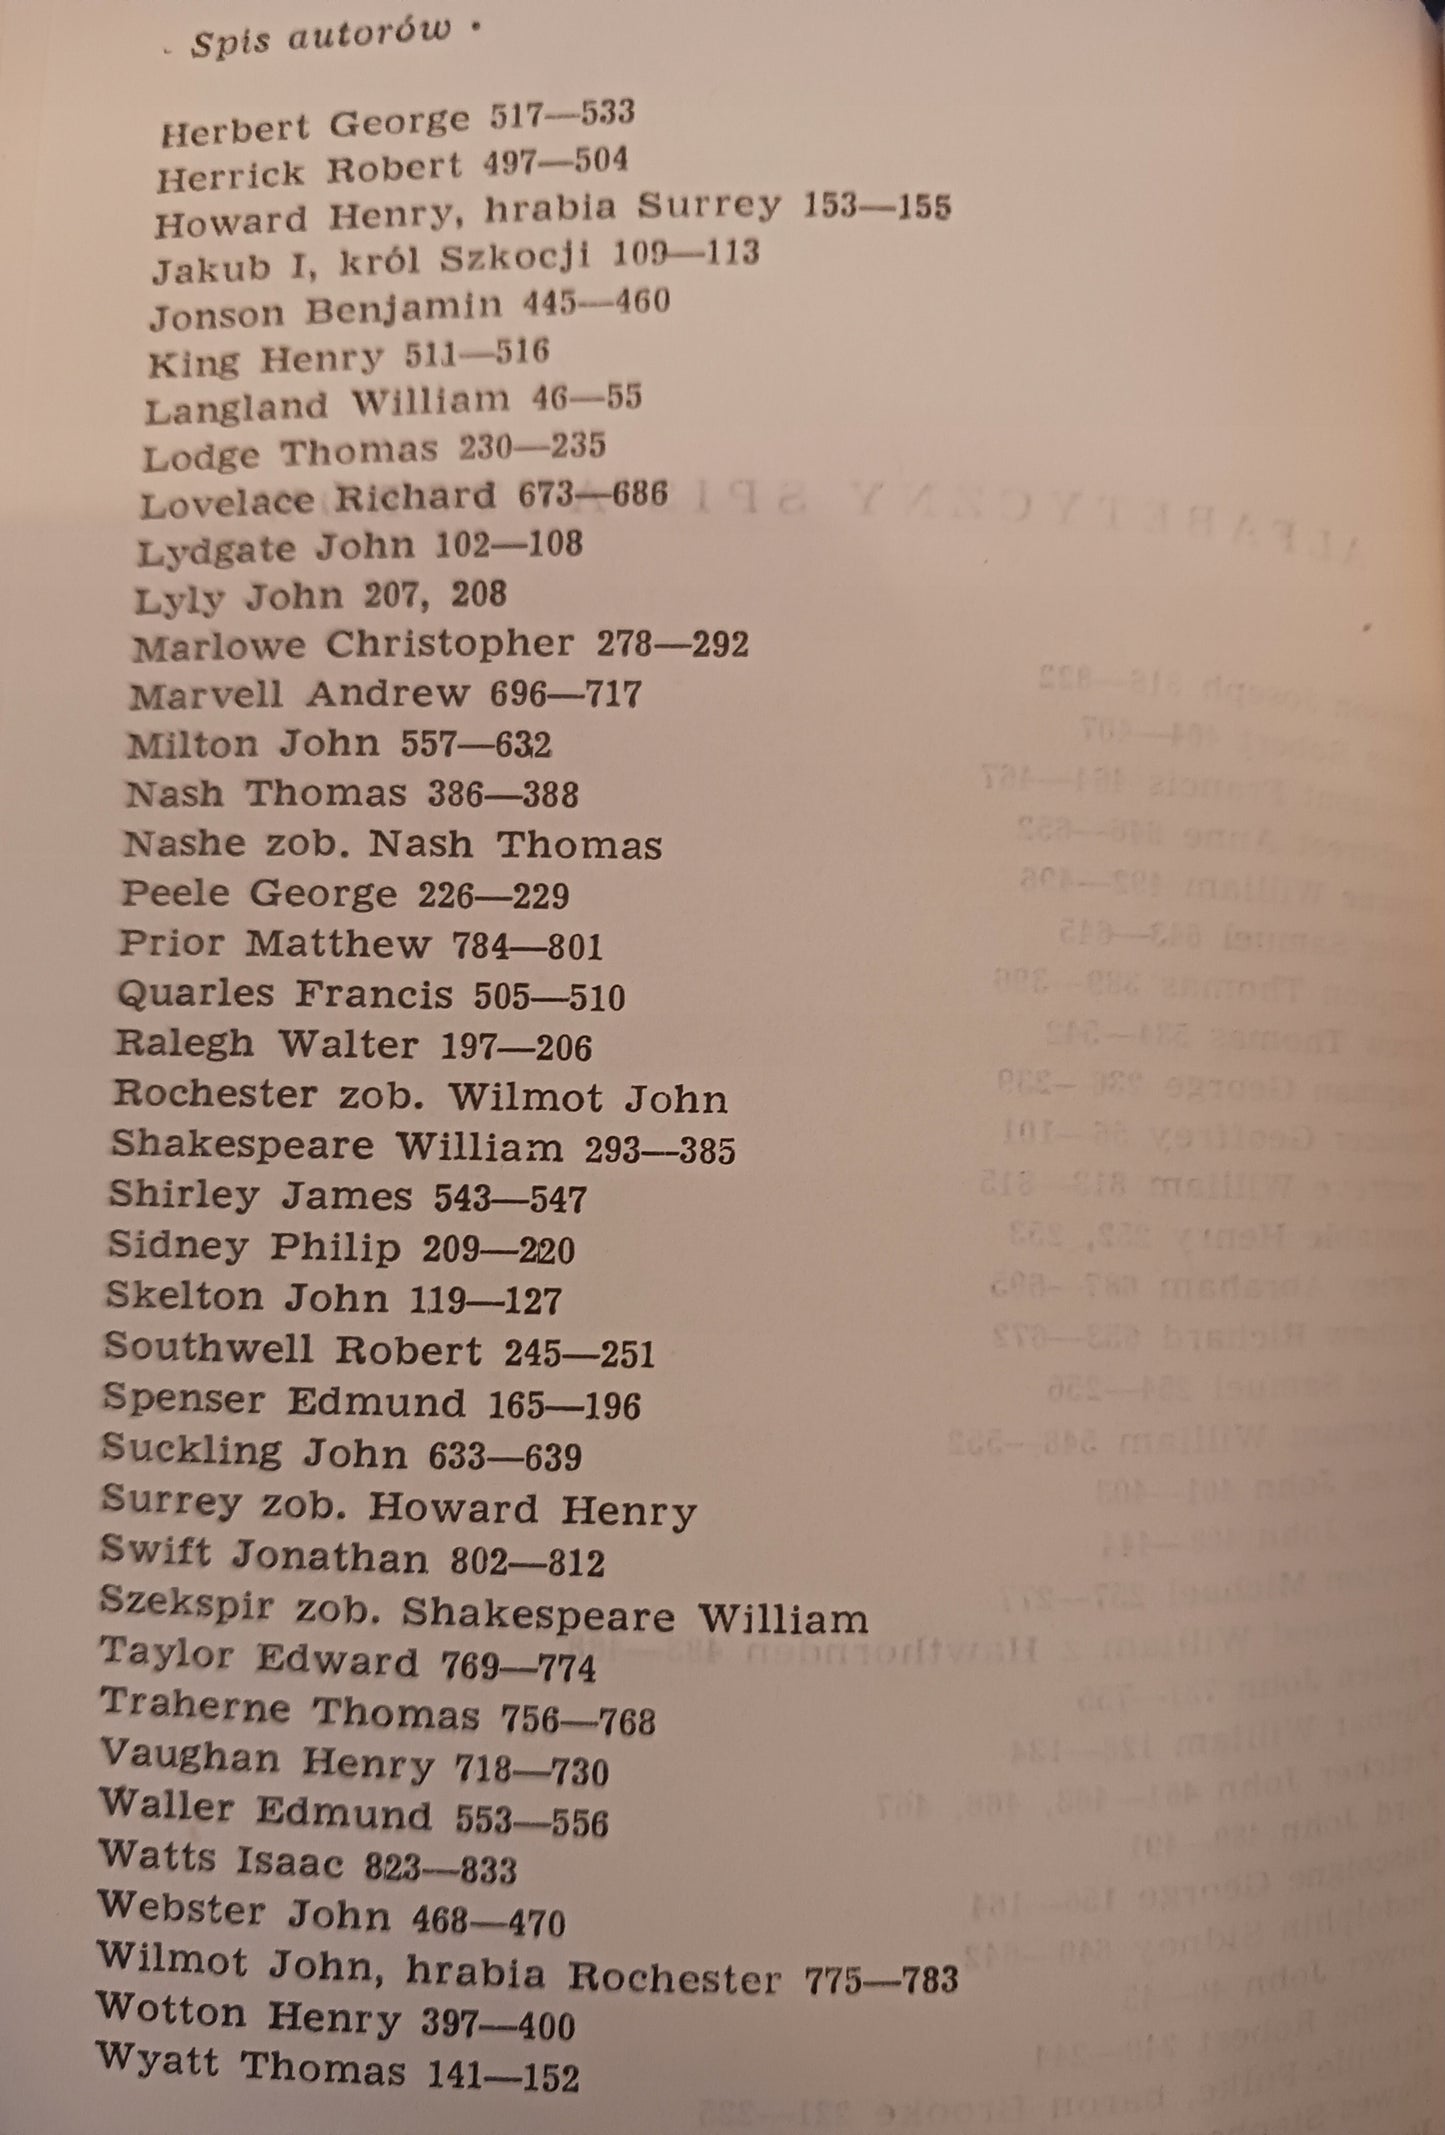 Spis autorów •
Herbert George 517—533
Herrick Robert 497—504
Howard Henry, hrabia Surrey 153—155
Jakub I, król Szkocji 109—113
Jonson Benjamin 445—460
King Henry 511—516
Langland William 46—55
Lodge Thomas 230—235
Lovelace Richard 673—686
Lydgate John 102—108
Lyly John 207, 208
Marlowe Christopher 278—292
Marvell Andrew 696—717
Milton John 557—632
Nash Thomas 386—388
Nashe zob. Nash Thomas
Peele George 226—229
Prior Matthew 784—801
Quarles Francis 505—510
Ralegh Walter 197—206
Rochester zob. Wilmot John
Shakespeare William 293—385
Shirley James 543—547
Sidney Philip 209—220
Skelton John 119—127
Southwell Robert 245—251
Spenser Edmund 165—196
Suckling John 633—639
Surrey zob. Howard Henry
Swift Jonathan 802—812
Szekspir zob. Shakespeare William
Taylor Edward 769—774
Traherne Thomas 756—768
Vaughan Henry 718—730
Waller Edmund 553—556
Watts Isaac 823—833
Webster John 468—470
Wilmot John, hrabia Rochester 775—783
Wotton Henry 397—400
Wyatt Thomas 141—152